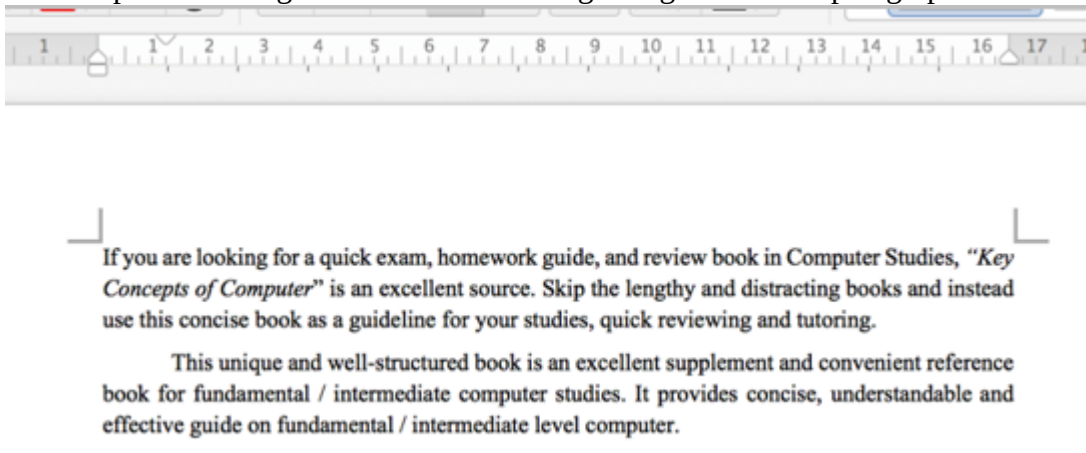 1 1 2 3 4 5 6 7 8 9 10 11 12 13 14 15 16 17
If you are looking for a quick exam, homework guide, and review book in Computer Studies, “Key
Concepts of Computer” is an excellent source. Skip the lengthy and distracting books and instead
use this concise book as a guideline for your studies, quick reviewing and tutoring.
This unique and well-structured book is an excellent supplement and convenient reference
book for fundamental / intermediate computer studies. It provides concise, understandable and
effective guide on fundamental / intermediate level computer.